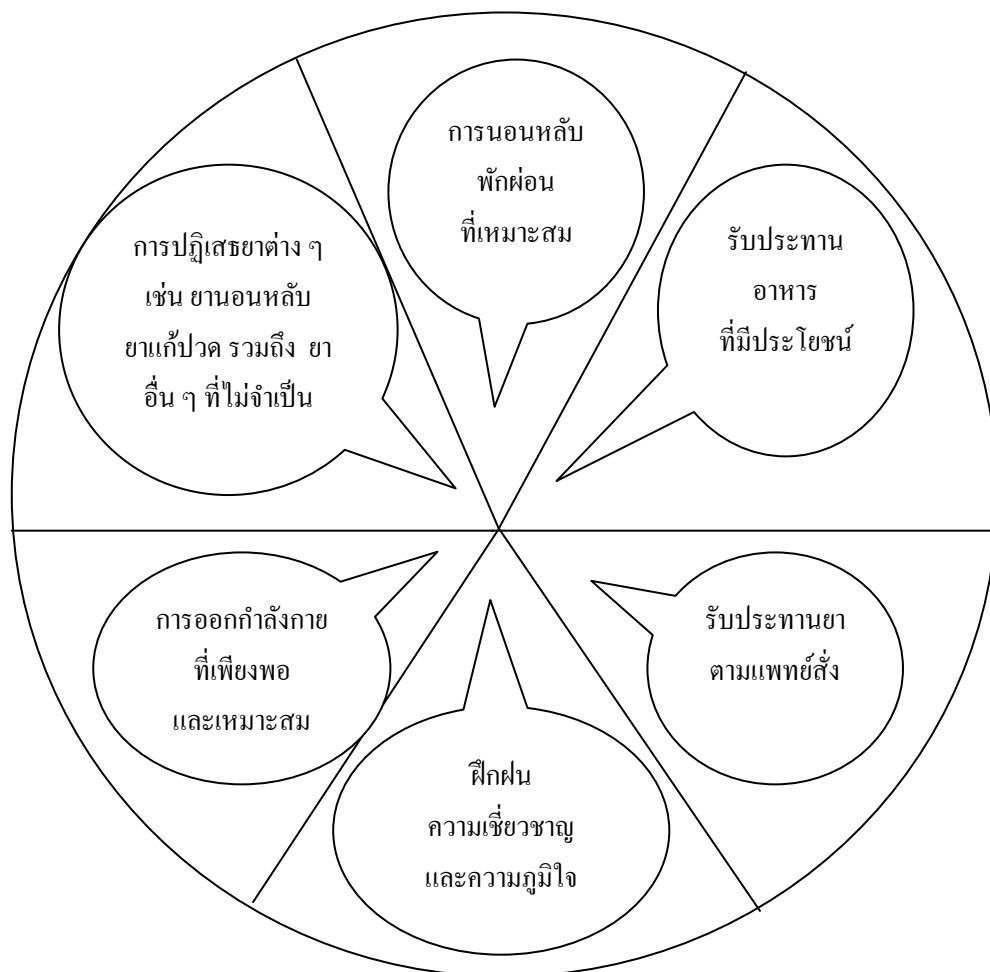 การนอนหลับ
พักผ่อน
ที่เหมาะสม
รับประทาน
อาหาร
ที่มีประโยชน์
การปฏิเสธยาต่าง ๆ
เช่น ยานอนหลับ
ยาแก้ปวด รวมถึง ยา
อื่น ๆ ที่ไม่จำเป็น
การออกกำลังกาย
ที่เพียงพอ
และเหมาะสม
รับประทานยา
ตามแพทย์สั่ง
ฝึกฝน
ความเชี่ยวชาญ
และความภูมิใจ